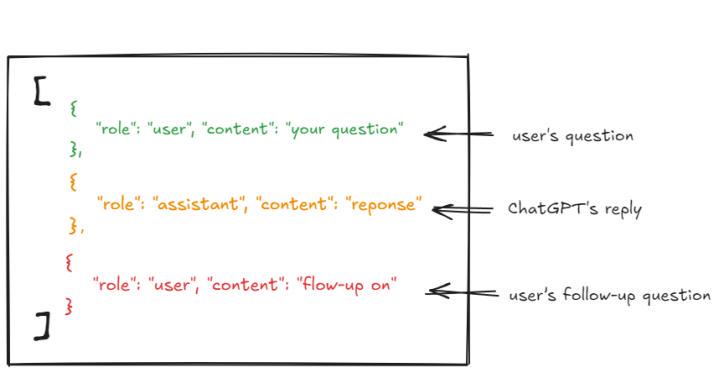 [
{
"role": "user", "content": "your question"
},
user's question
{
"role": "assistant", "content": "reponse"
},
ChatGPT's reply
{
"role": "user", "content": "flow-up on"
}
user's follow-up question
]